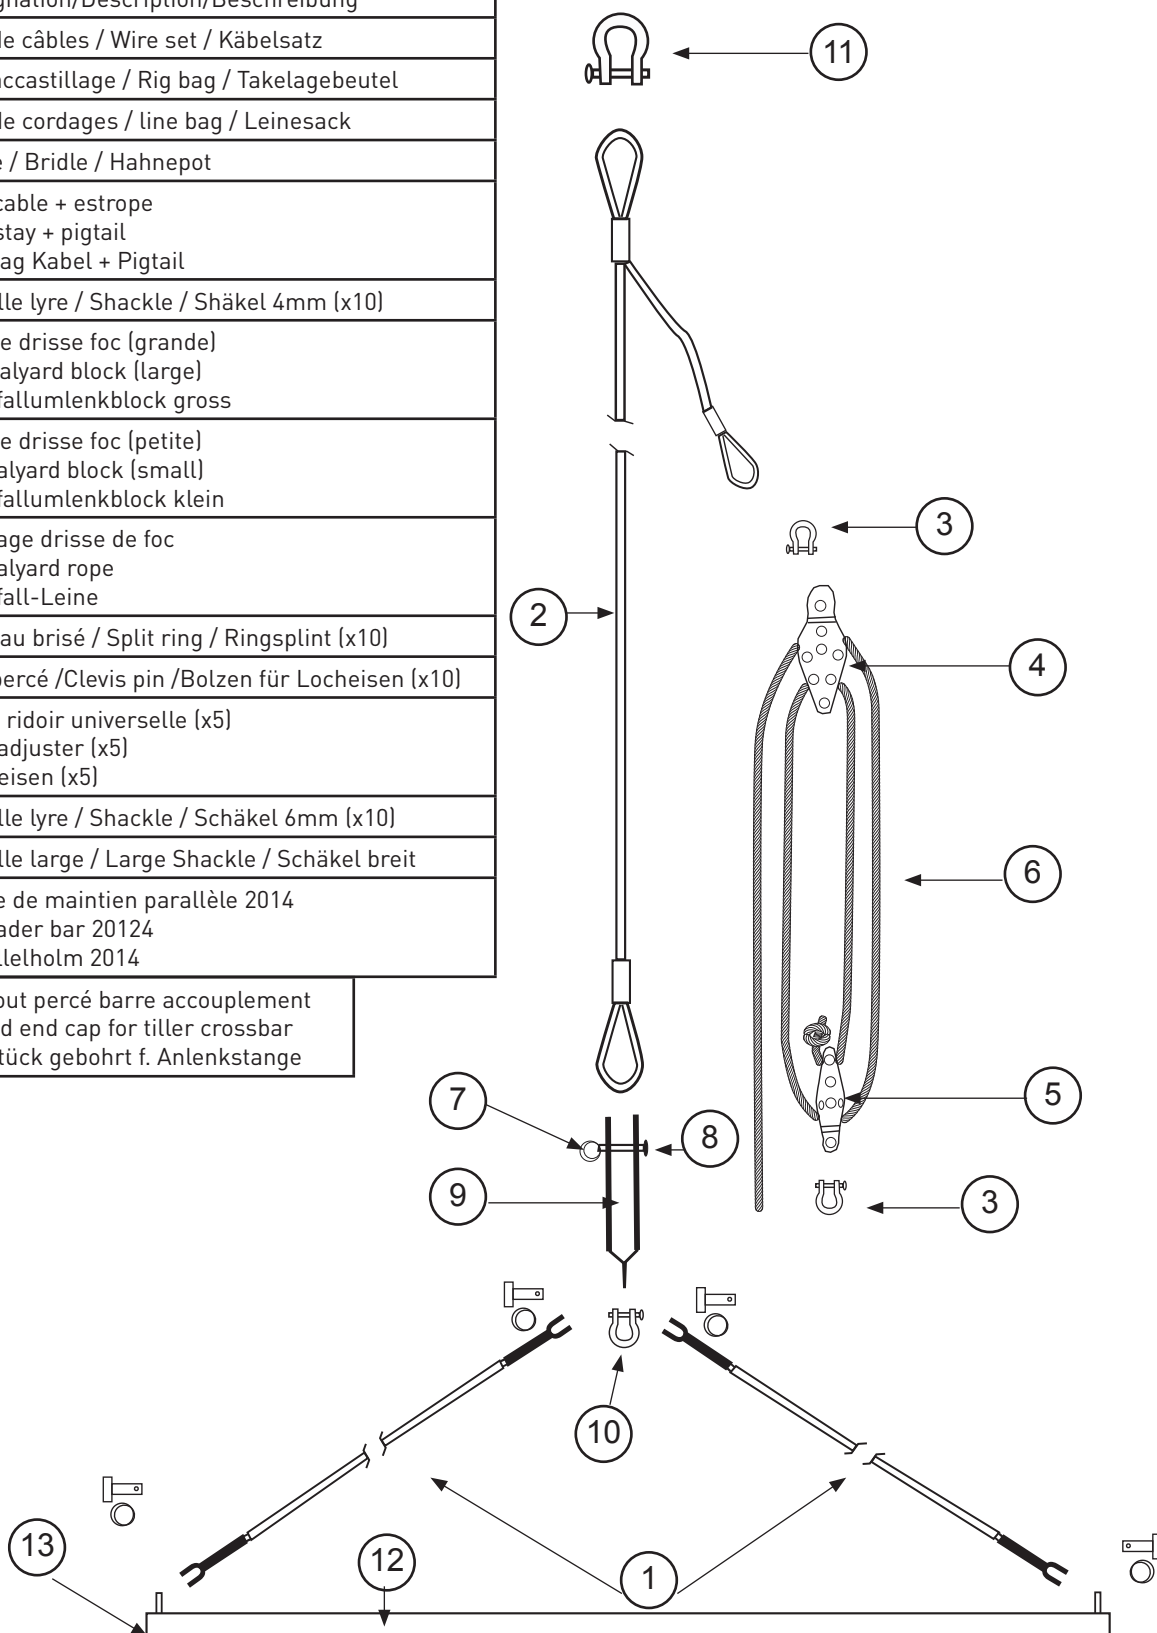 gnation/Description/Beschreibung
de câbles / Wire set / Käbelsatz
accastillage / Rig bag / Takelagebeutel
de cordages / line bag / Leinesack
e / Bridle / Hahnepot
cable + estrope
stay + pigtail
ag Kabel + Pigtail
lle lyre / Shackle / Shäkel 4mm (x10)
e drisse foc (grande)
alyard block (large)
fallumlenkblock gross
e drisse foc (petite)
alyard block (small)
fallumlenkblock klein
age drisse de foc
alyard rope
fall-Leine
au brisé / Split ring / Ringsplint (x10)
percé /Clevis pin /Bolzen für Locheisen (x10)
ridoir universelle (x5)
adjuster (x5)
eisen (x5)
lle lyre / Shackle / Schäkel 6mm (x10)
lle large / Large Shackle / Schäkel breit
e de maintien parallèle 2014
ader bar 20124
llelholm 2014
out percé barre accouplement
d end cap for tiller crossbar
tück gebohrt f. Anlenkstange
11
3
2
4
6
5
7
8
9
3
10
13
12
1